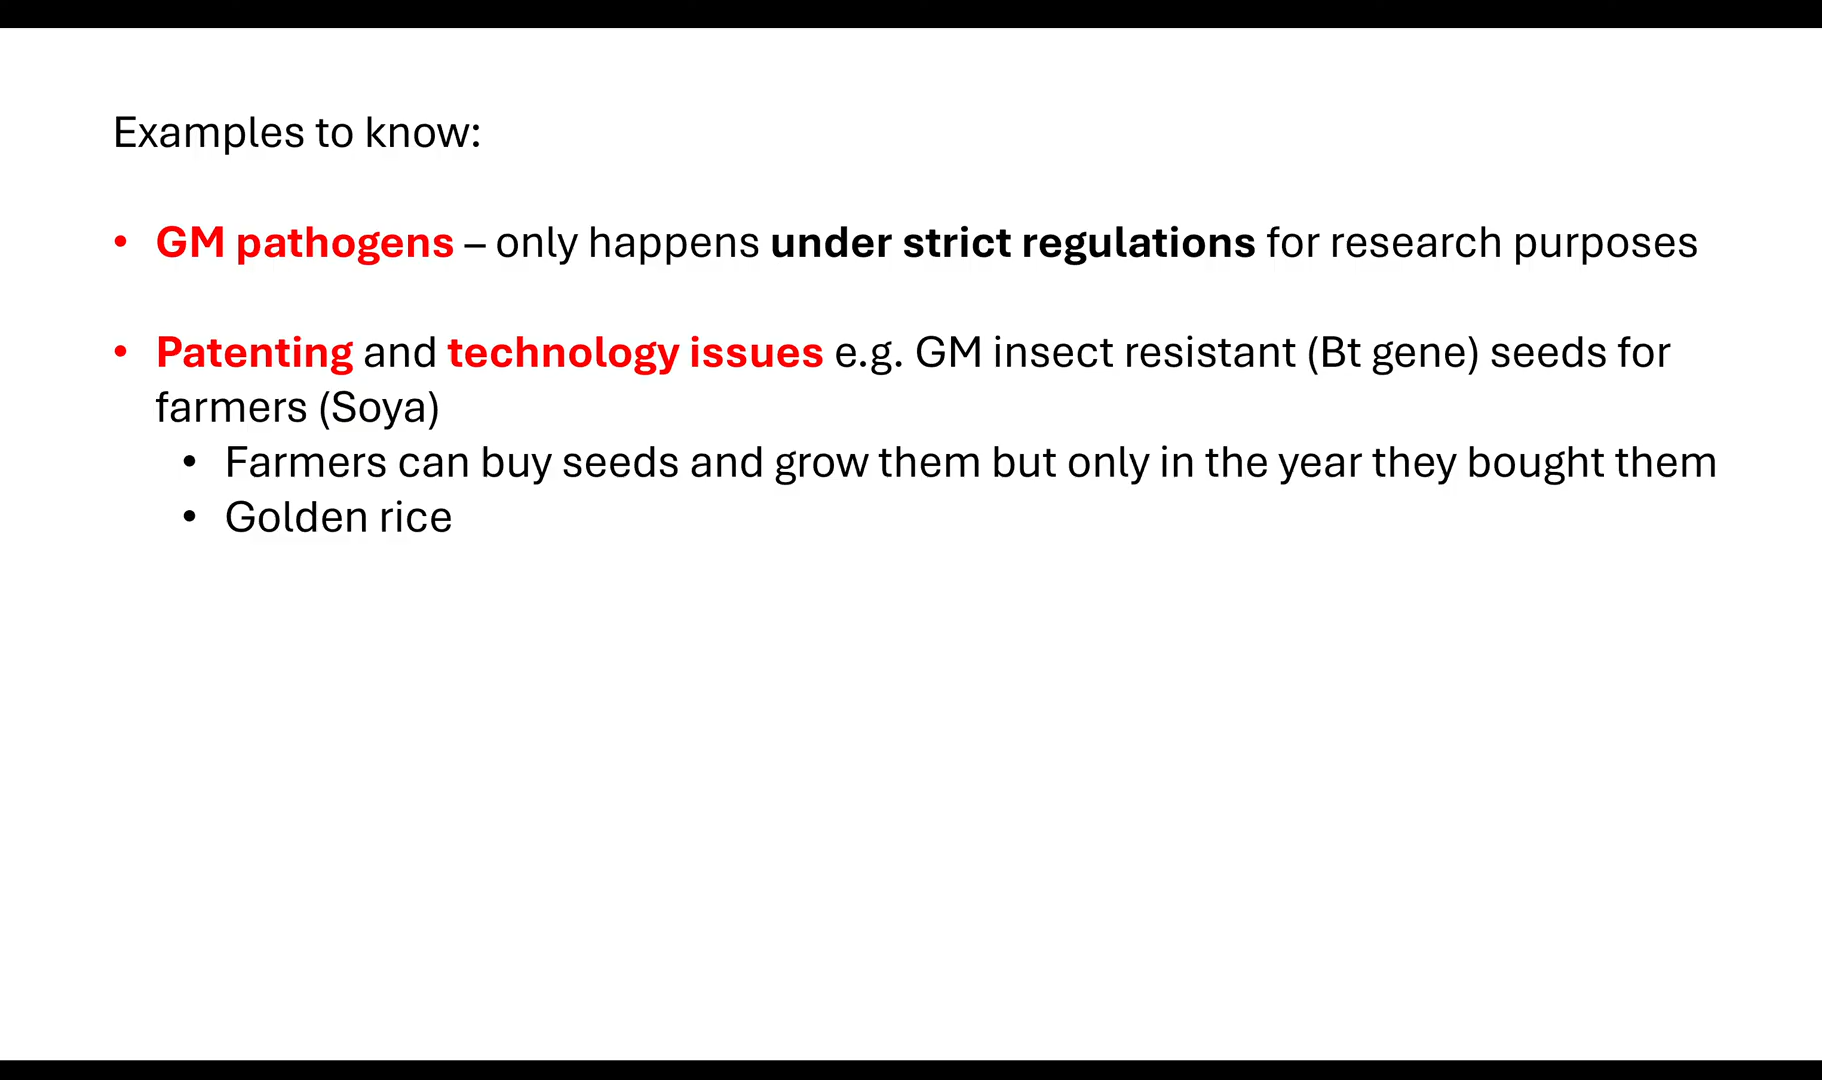 Examples to know:
• GM pathogens – only happens under strict regulations for research purposes
• Patenting and technology issues e.g. GM insect resistant (Bt gene) seeds for
farmers (Soya)
• Farmers can buy seeds and grow them but only in the year they bought them
• Golden rice